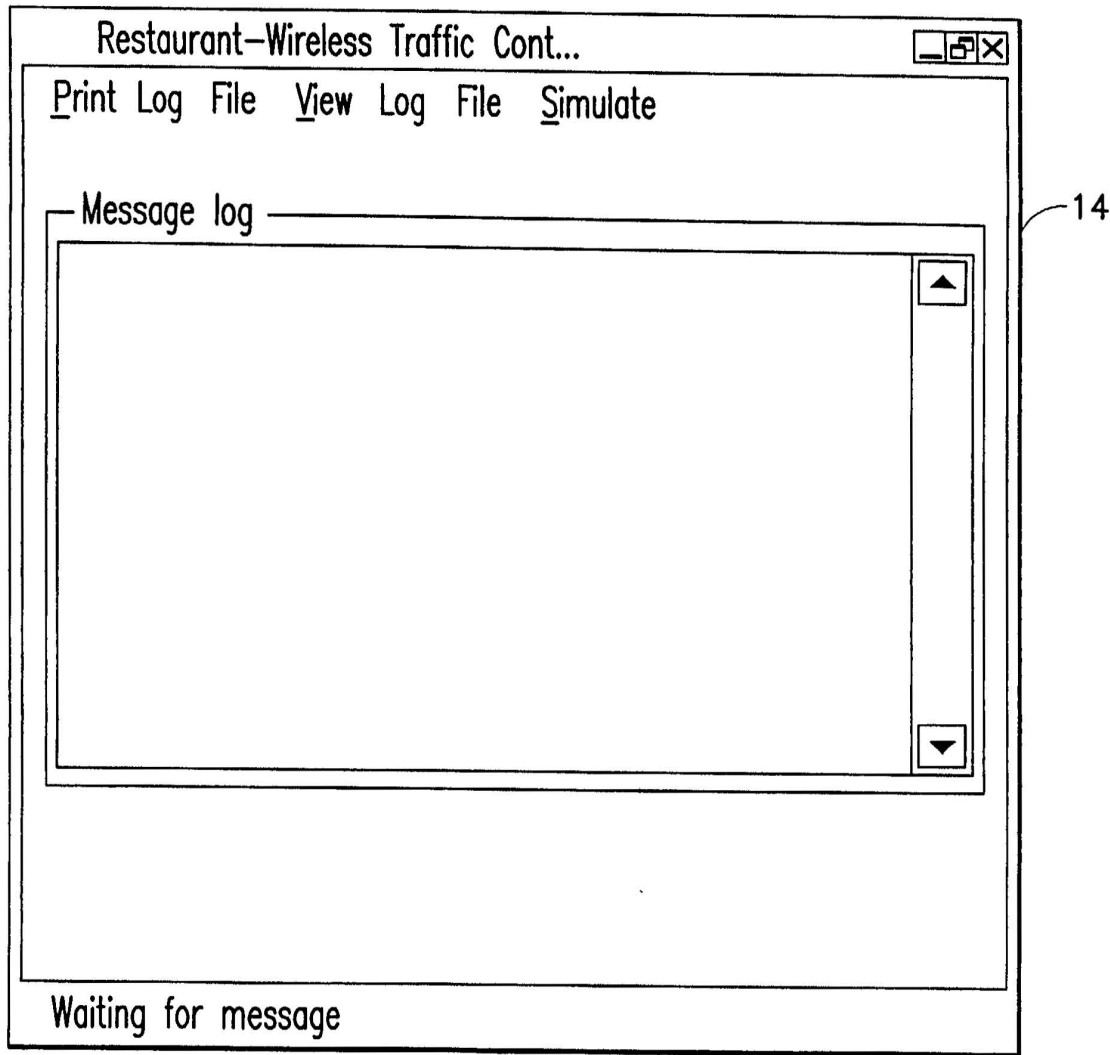 Restaurant–Wireless Traffic Cont...
Print Log File View Log File Simulate
Message log
14
Waiting for message